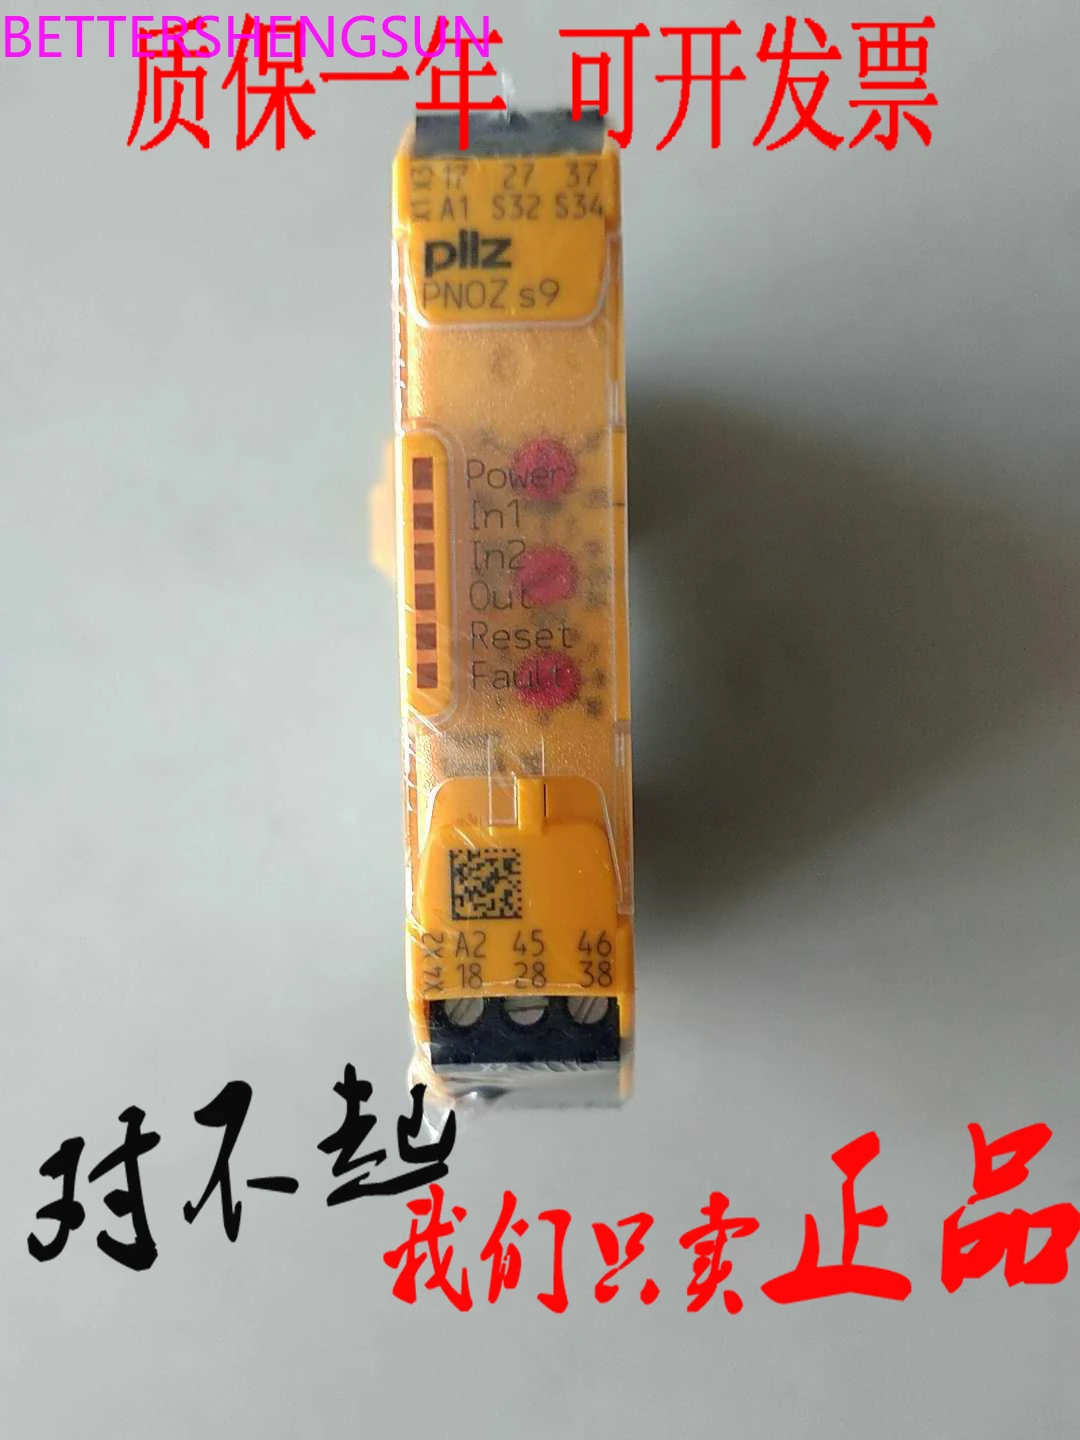 BETTERSHENGSUN
质保一年 可开发票
X3 17 27 37
X1 A1 S32 S34
pilz
PNOZ s9
Power
In1
In2
Out
Reset
Fault
X2 A2 45 46
X4 18 28 38
对不起
我们只卖正品